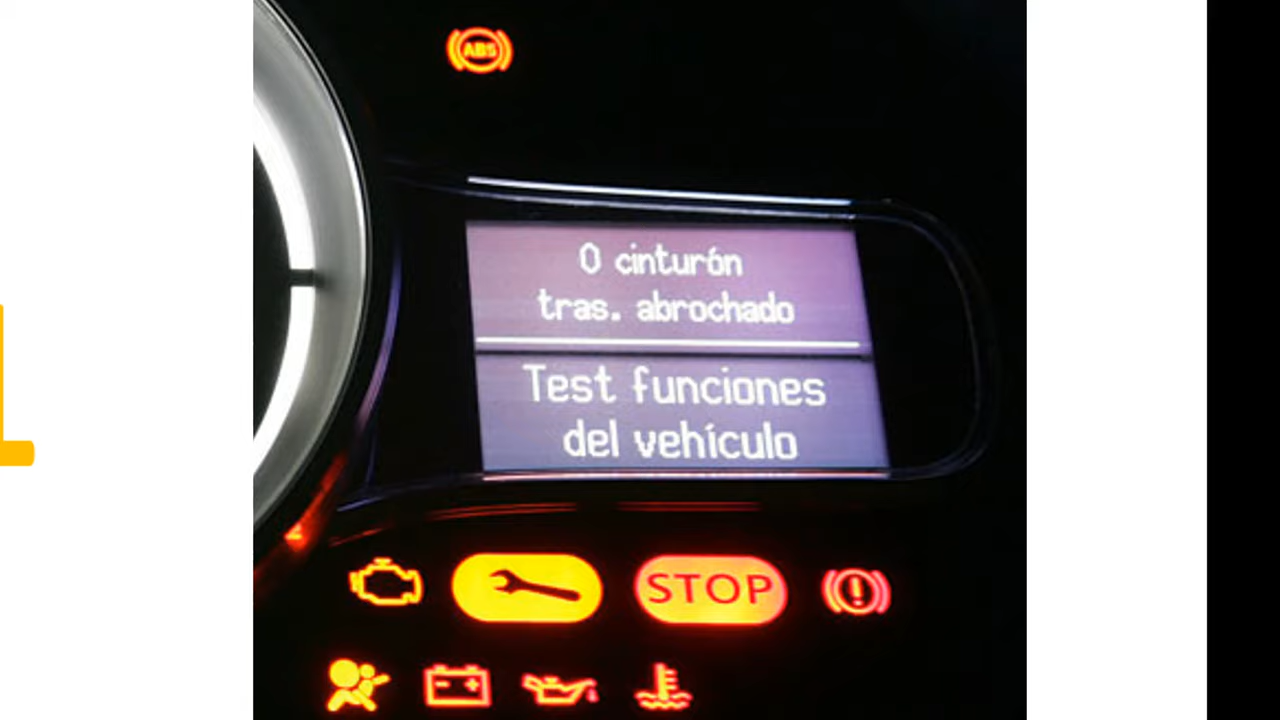 ABS
0 cinturón
tras. abrochado
Test funciones
del vehículo
STOP